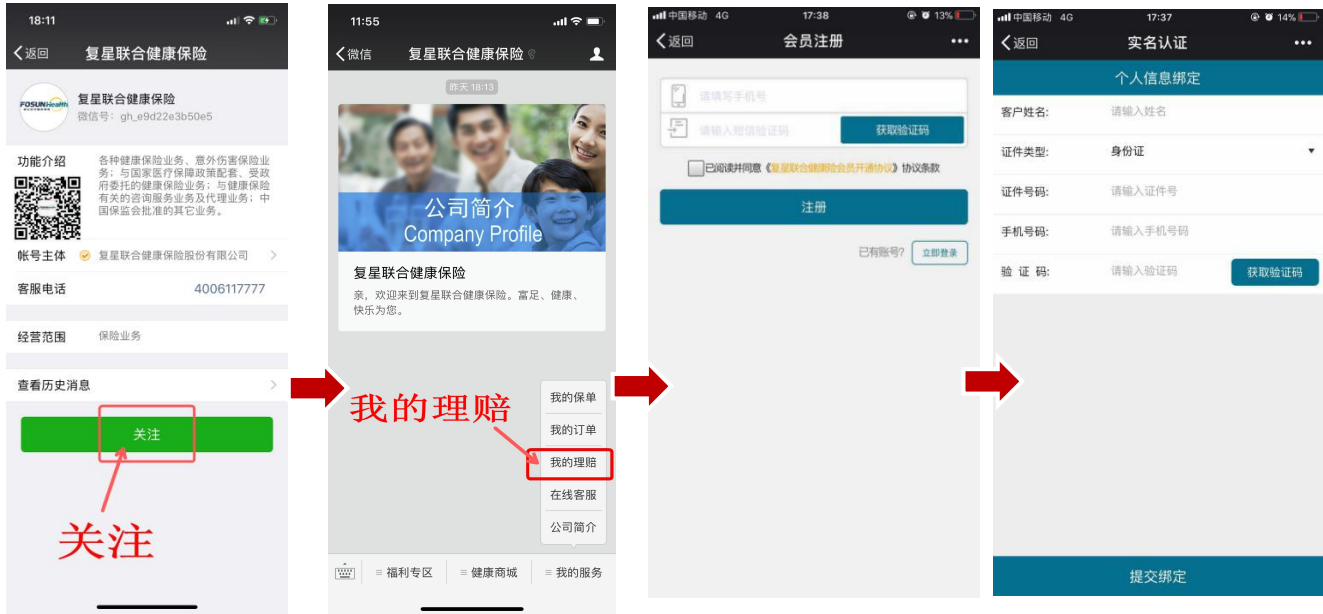 18:11
返回
复星联合健康保险
FOSUNHealth
复星联合健康保险
微信号：gh_e9d22e3b50e5
功能介绍
各种健康保险业务、意外伤害保险业
务；与国家医疗保障政策配套、受政
府委托的健康保险业务；与健康保险
有关的咨询服务业务及代理业务；中
国保监会批准的其它业务。
帐号主体
复星联合健康保险股份有限公司
客服电话
4006117777
经营范围
保险业务
查看历史消息
关注
关注
11:55
微信
复星联合健康保险
昨天 18:13
公司简介
Company Profile
复星联合健康保险
亲，欢迎来到复星联合健康保险。富足、健康、
快乐为您。
我的理赔
我的保单
我的订单
我的理赔
在线客服
公司简介
福利专区
健康商城
我的服务
中国移动 4G
17:38
13%
返回
会员注册
请填写手机号
请输入短信验证码
获取验证码
已阅读并同意《复星联合健康险会员开通协议》协议条款
注册
已有账号?
立即登录
中国移动 4G
17:37
14%
返回
实名认证
个人信息绑定
客户姓名:
请输入姓名
证件类型:
身份证
证件号码:
请输入证件号
手机号码:
请输入手机号码
验 证 码:
请输入验证码
获取验证码
提交绑定